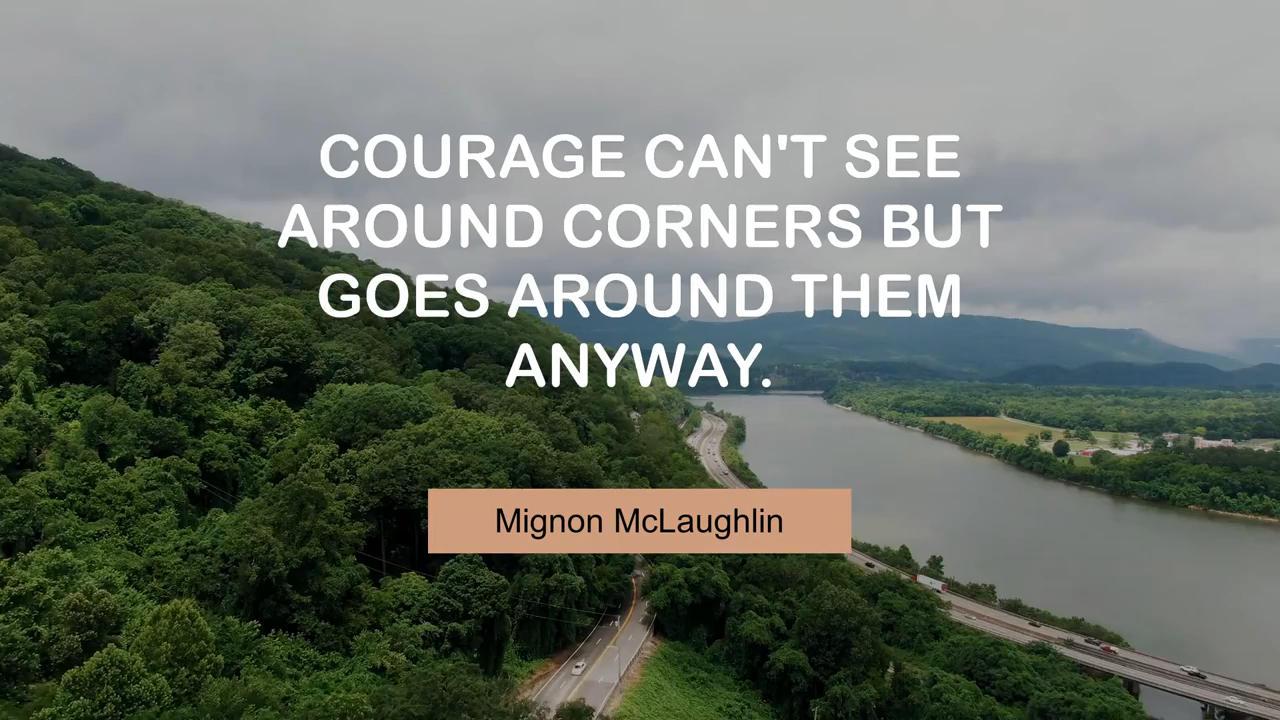 COURAGE CAN'T SEE
AROUND CORNERS BUT
GOES AROUND THEM
ANYWAY.
Mignon McLaughlin